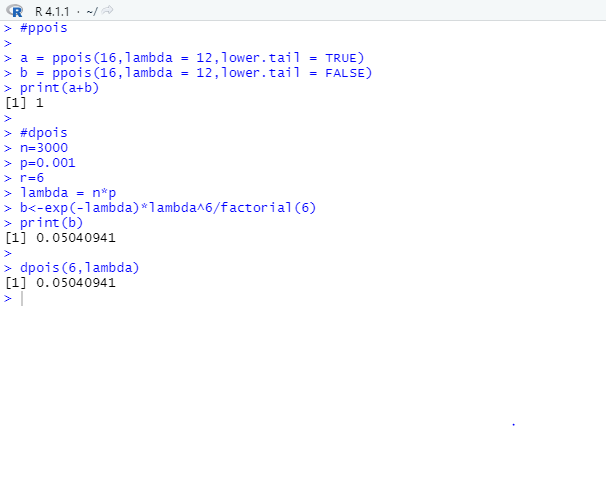 R R 4.1.1 · ~/
> #ppois
>
> a = ppois(16,lambda = 12,lower.tail = TRUE)
> b = ppois(16,lambda = 12,lower.tail = FALSE)
> print(a+b)
[1] 1
>
> #dpois
> n=3000
> p=0.001
> r=6
> lambda = n*p
> b<-exp(-lambda)*lambda^6/factorial(6)
> print(b)
[1] 0.05040941
>
> dpois(6,lambda)
[1] 0.05040941
>